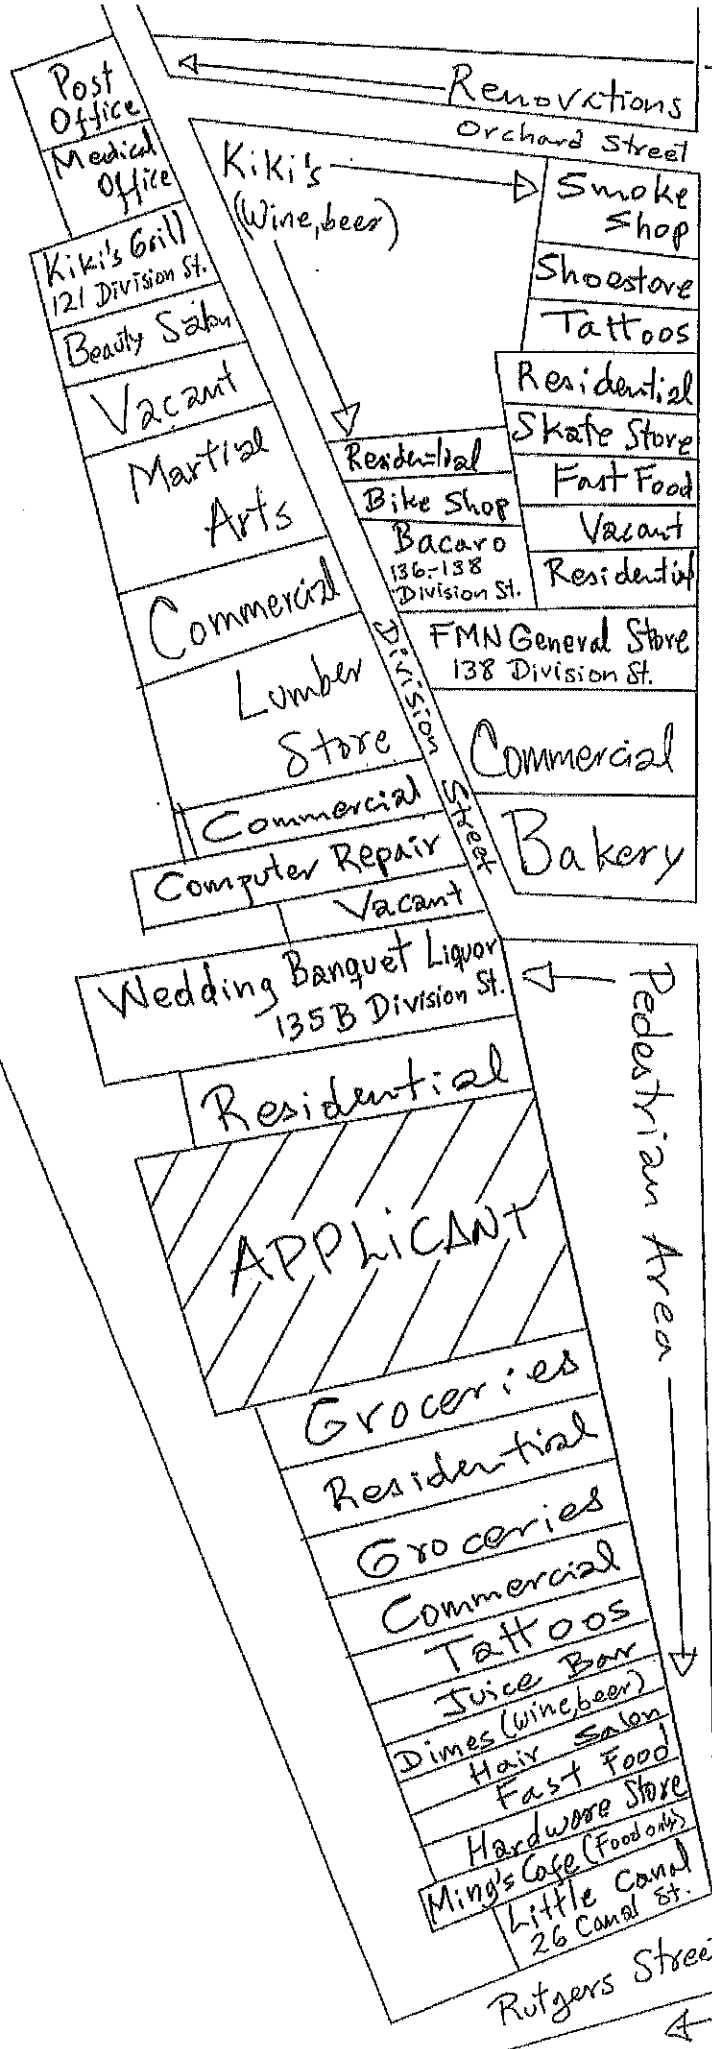 Post
Office
Medical
Office
Kiki's Grill
121 Division St.
Beauty Salon
Vacant
Martial
Arts
Commercial
Lumber
Store
Commercial
Computer Repair
Vacant
Wedding Banquet Liquor
135B Division St.
Residential
APPLiCANT
Groceries
Residential
Groceries
Commercial
Tattoos
Juice Bar
Dimes (wine, beer)
Hair Salon
Fast Food
Hardware Store
Ming's Cafe (Food only)
Little Canal
26 Canal St.
Rutgers Street
Renovations
Orchard Street
Kiki's
(Wine, beer)
Smoke
Shop
Shoestore
Tattoos
Residential
Skate Store
Fast Food
Vacant
Residential
Residential
Bike Shop
Bacaro
136-138
Division St.
FMN General Store
138 Division St.
Commercial
Bakery
Division Street
Pedestrian Area